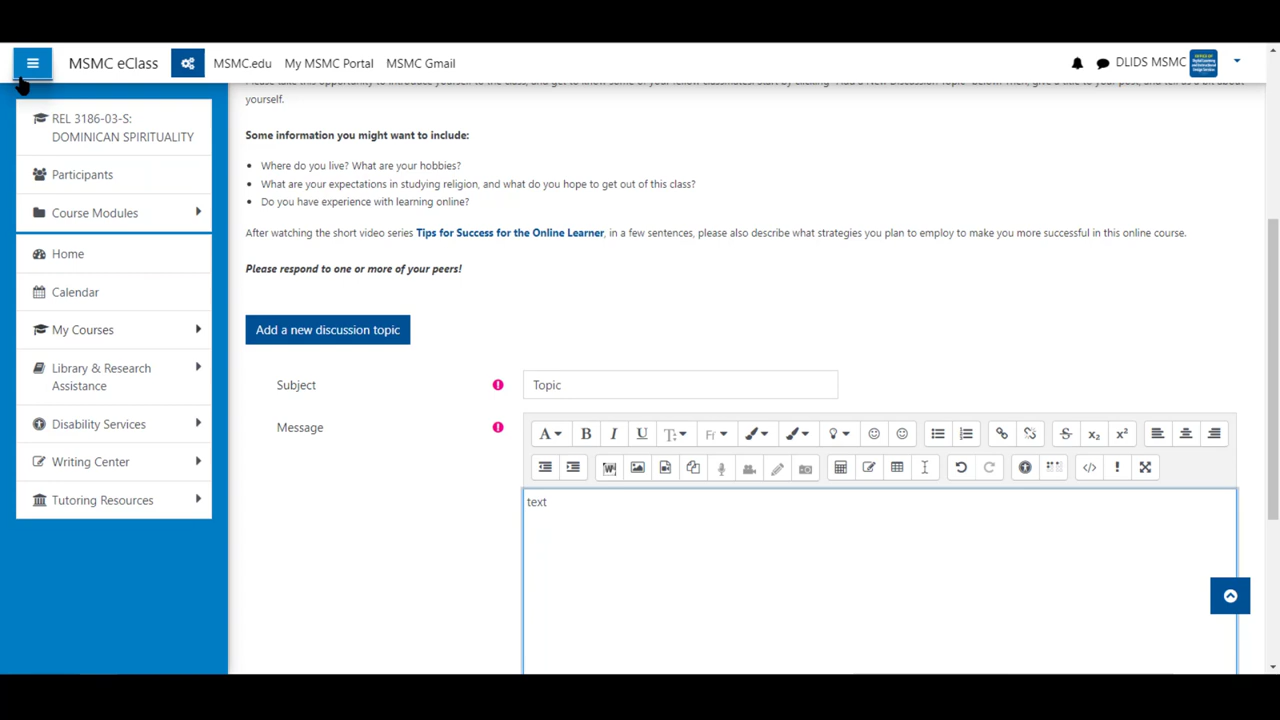 MSMC eClass
MSMC.edu
My MSMC Portal
MSMC Gmail
DLIDS MSMC
REL 3186-03-S:
DOMINICAN SPIRITUALITY
Participants
Course Modules
Home
Calendar
My Courses
Library & Research
Assistance
Disability Services
Writing Center
Tutoring Resources
yourself.
Some information you might want to include:
Where do you live? What are your hobbies?
What are your expectations in studying religion, and what do you hope to get out of this class?
Do you have experience with learning online?
After watching the short video series Tips for Success for the Online Learner, in a few sentences, please also describe what strategies you plan to employ to make you more successful in this online course.
Please respond to one or more of your peers!
Add a new discussion topic
Subject
Topic
Message
text